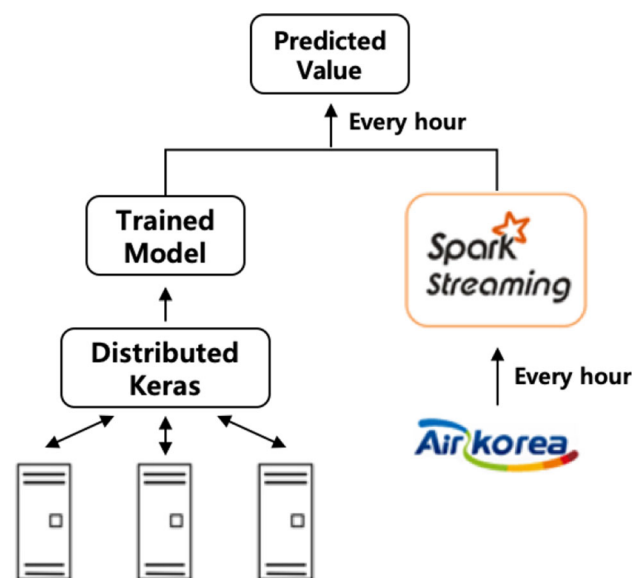 Predicted
Value
Every hour
Trained
Model
Spark
Streaming
Distributed
Keras
Every hour
Airkorea